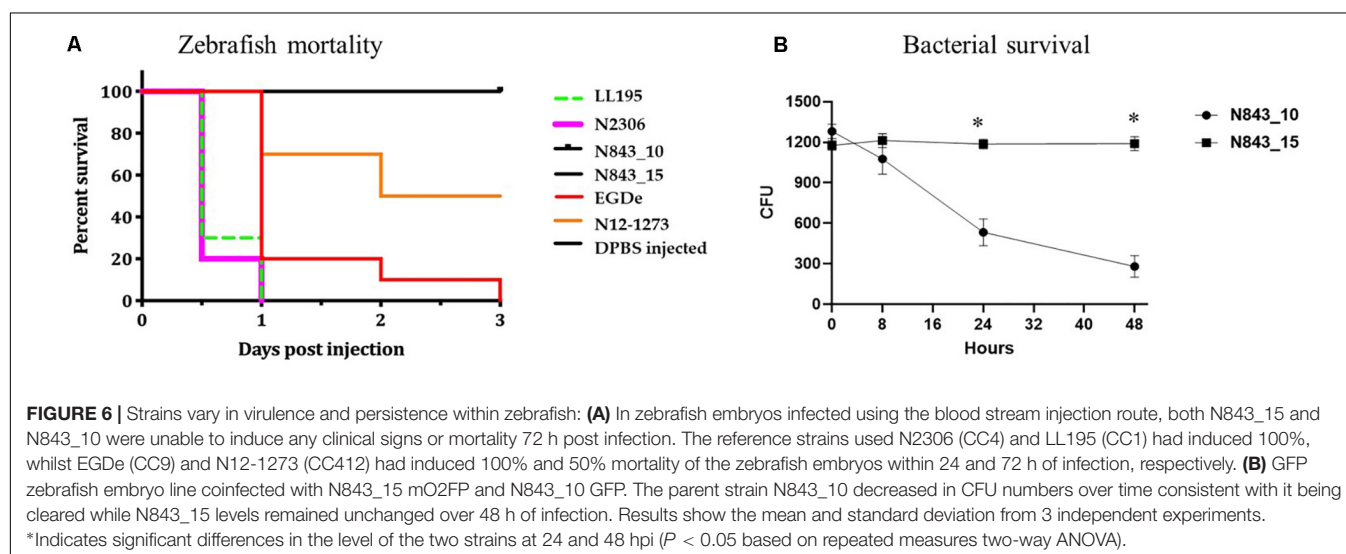 A
Zebrafish mortality
Percent survival
100
80
60
40
20
0
0
1
2
3
Days post injection
LL195
N2306
N843_10
N843_15
EGDe
N12-1273
DPBS injected
B
Bacterial survival
CFU
1500
1200
900
600
300
0
*
*
0
8
16
24
32
40
48
Hours
N843_10
N843_15
FIGURE 6 | Strains vary in virulence and persistence within zebrafish: (A) In zebrafish embryos infected using the blood stream injection route, both N843_15 and
N843_10 were unable to induce any clinical signs or mortality 72 h post infection. The reference strains used N2306 (CC4) and LL195 (CC1) had induced 100%,
whilst EGDe (CC9) and N12-1273 (CC412) had induced 100% and 50% mortality of the zebrafish embryos within 24 and 72 h of infection, respectively. (B) GFP
zebrafish embryo line coinfected with N843_15 mO2FP and N843_10 GFP. The parent strain N843_10 decreased in CFU numbers over time consistent with it being
cleared while N843_15 levels remained unchanged over 48 h of infection. Results show the mean and standard deviation from 3 independent experiments.
*Indicates significant differences in the level of the two strains at 24 and 48 hpi (P < 0.05 based on repeated measures two-way ANOVA).